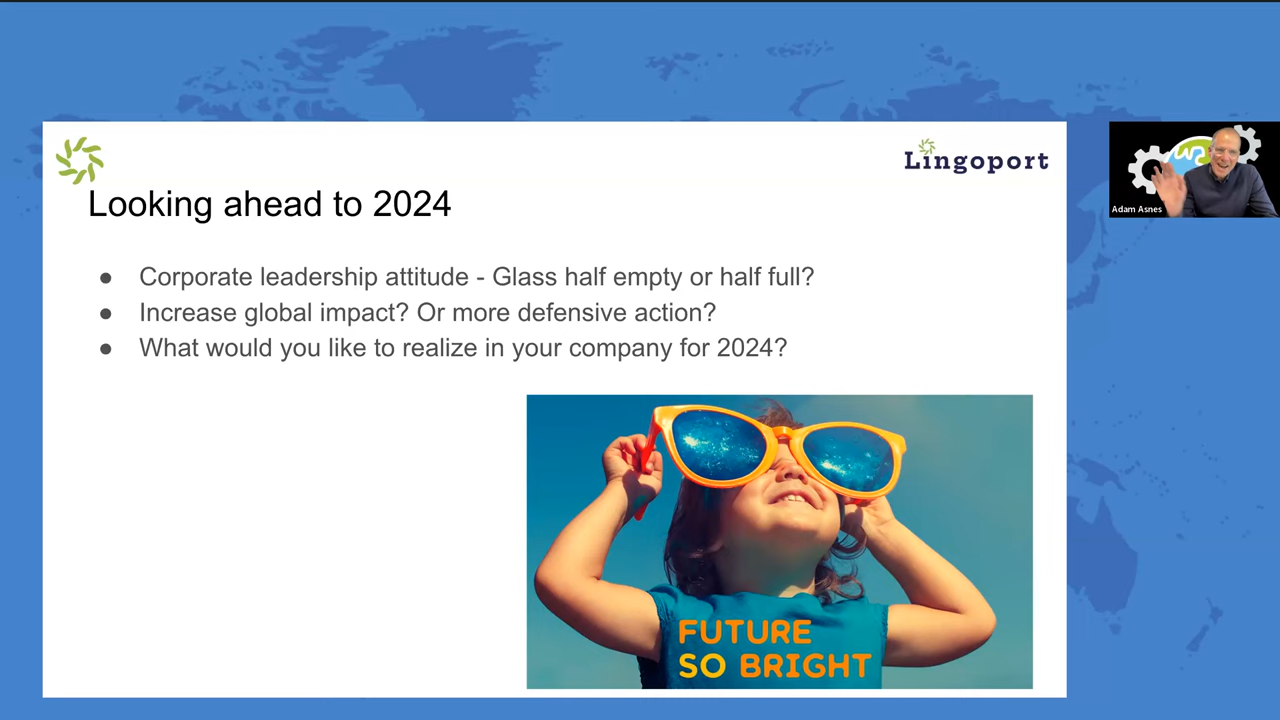 Lingoport
Looking ahead to 2024
● Corporate leadership attitude - Glass half empty or half full?
● Increase global impact? Or more defensive action?
● What would you like to realize in your company for 2024?
FUTURE
SO BRIGHT
Adam Asnes